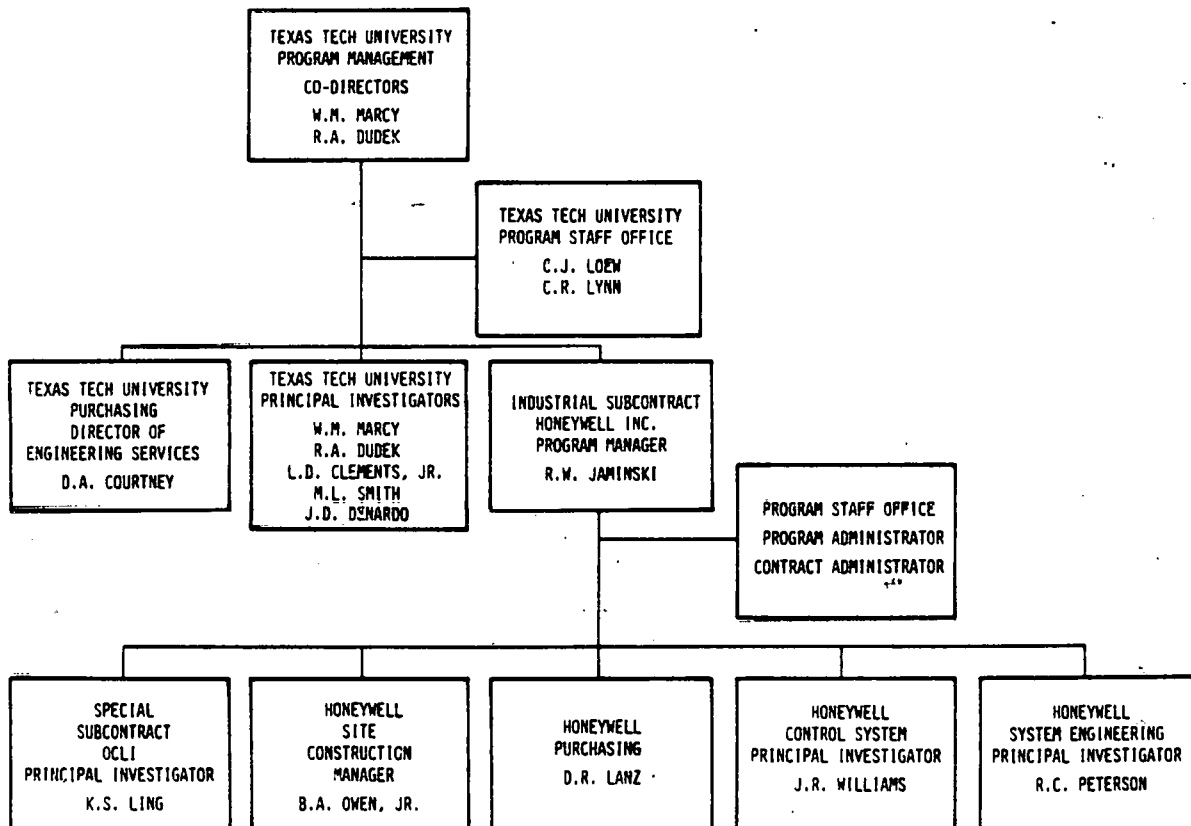 TEXAS TECH UNIVERSITY
PROGRAM MANAGEMENT
CO-DIRECTORS
W.M. MARCY
R.A. DUDEK
TEXAS TECH UNIVERSITY
PROGRAM STAFF OFFICE
C.J. LOEW
C.R. LYNN
TEXAS TECH UNIVERSITY
PURCHASING
DIRECTOR OF
ENGINEERING SERVICES
D.A. COURTNEY
TEXAS TECH UNIVERSITY
PRINCIPAL INVESTIGATORS
W.M. MARCY
R.A. DUDEK
L.D. CLEMENTS, JR.
M.L. SMITH
J.D. DENARDO
INDUSTRIAL SUBCONTRACT
HONEYWELL INC.
PROGRAM MANAGER
R.W. JAMINSKI
PROGRAM STAFF OFFICE
PROGRAM ADMINISTRATOR
CONTRACT ADMINISTRATOR
SPECIAL
SUBCONTRACT
OCLI
PRINCIPAL INVESTIGATOR
K.S. LING
HONEYWELL
SITE
CONSTRUCTION
MANAGER
B.A. OWEN, JR.
HONEYWELL
PURCHASING
D.R. LANZ
HONEYWELL
CONTROL SYSTEM
PRINCIPAL INVESTIGATOR
J.R. WILLIAMS
HONEYWELL
SYSTEM ENGINEERING
PRINCIPAL INVESTIGATOR
R.C. PETERSON